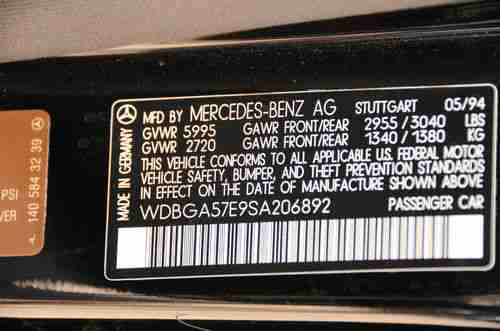 MFD BY MERCEDES-BENZ AG STUTTGART 05/94
GVWR 5995 GAWR FRONT/REAR 2955/3040 LBS
GVWR 2720 GAWR FRONT/REAR 1340/1380 KG
THIS VEHICLE CONFORMS TO ALL APPLICABLE U.S. FEDERAL MOTOR
VEHICLE SAFETY, BUMPER, AND THEFT PREVENTION STANDARDS
IN EFFECT ON THE DATE OF MANUFACTURE SHOWN ABOVE.
WDBGA57E9SA206892 PASSENGER CAR
MADE IN GERMANY
PSI
VER
140 584 32 39